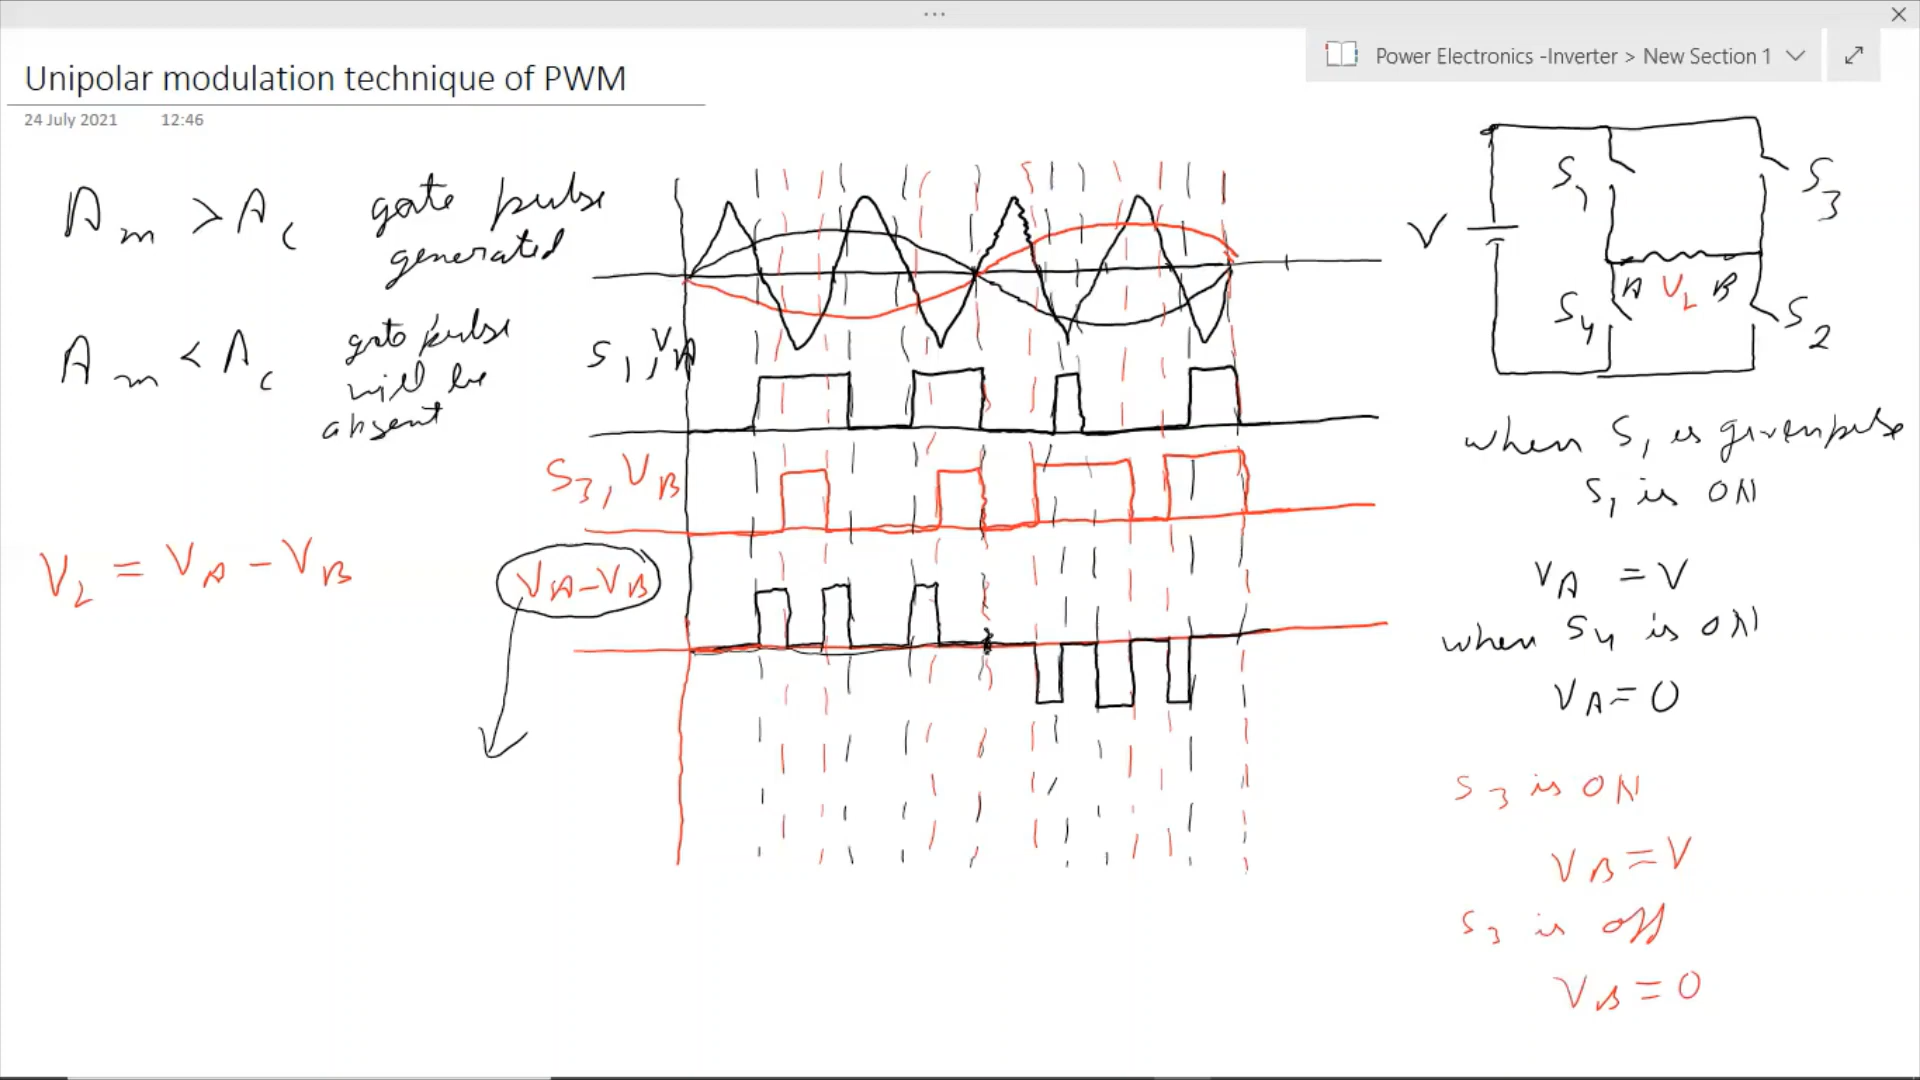 Power Electronics -Inverter > New Section 1
Unipolar modulation technique of PWM
24 July 2021 12:46
Am > Ac gate pulse
generated
Am < Ac gate pulse
will be
absent
VL = VA - VB
S1, VA
S3, VB
VA - VB
V
S1
S3
A VL B
S4
S2
when S1 is given pulse
S1 is ON
VA = V
when S4 is ON
VA = 0
S3 is ON
VB = V
S3 is off
VB = 0